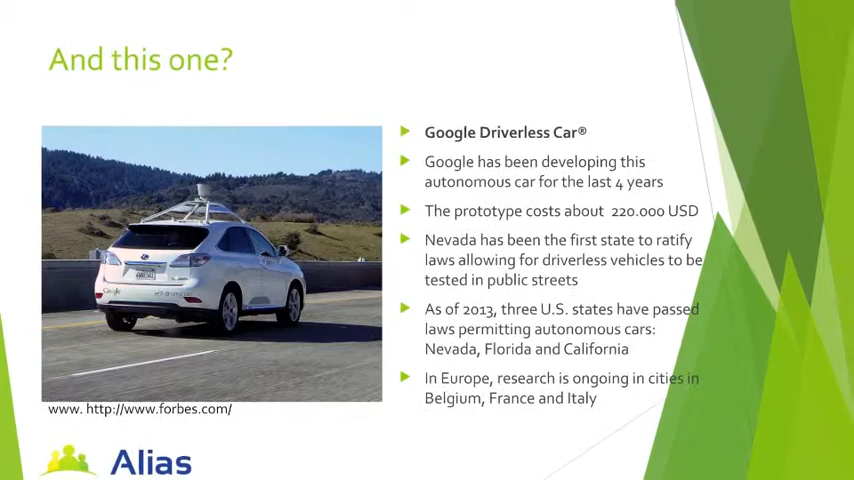 And this one?
Google Driverless Car®
Google has been developing this
autonomous car for the last 4 years
The prototype costs about 220.000 USD
Nevada has been the first state to ratify
laws allowing for driverless vehicles to be
tested in public streets
As of 2013, three U.S. states have passed
laws permitting autonomous cars:
Nevada, Florida and California
In Europe, research is ongoing in cities in
Belgium, France and Italy
Google
www. http://www.forbes.com/
Alias